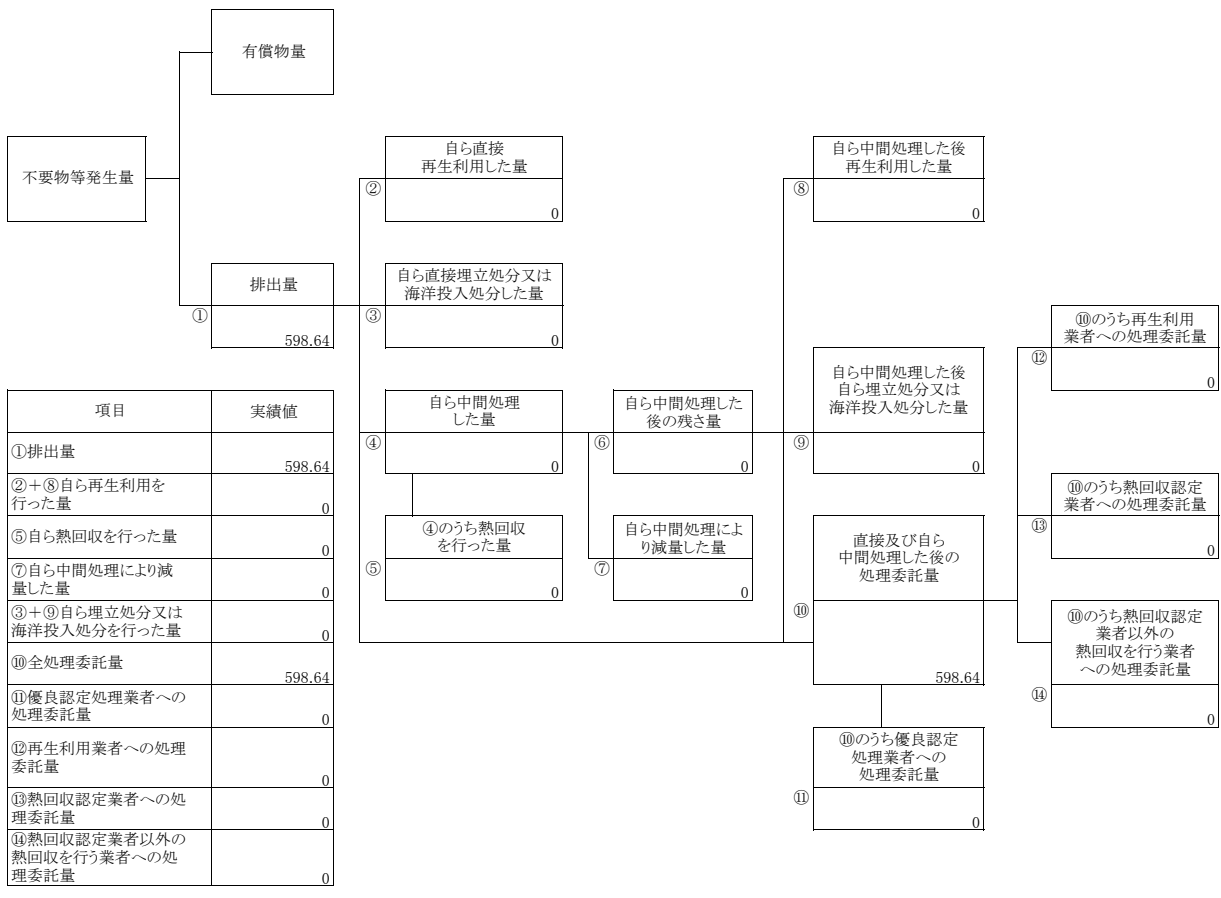 有償物量
不要物等発生量
排出量
①
598.64
自ら直接
再生利用した量
②
0
自ら直接埋立処分又は
海洋投入処分した量
③
0
自ら中間処理
した量
④
0
④のうち熱回収
を行った量
⑤
0
自ら中間処理した
後の残さ量
⑥
0
自ら中間処理によ
り減量した量
⑦
0
自ら中間処理した後
再生利用した量
⑧
0
自ら中間処理した後
自ら埋立処分又は
海洋投入処分した量
⑨
0
直接及び自ら
中間処理した後の
処理委託量
⑩
598.64
⑩のうち優良認定
処理業者への
処理委託量
⑪
0
⑩のうち再生利用
業者への処理委託量
⑫
0
⑩のうち熱回収認定
業者への処理委託量
⑬
0
⑩のうち熱回収認定
業者以外の
熱回収を行う業者
への処理委託量
⑭
0
項目 実績値
①排出量
598.64
②+⑧自ら再生利用を
行った量
0
⑤自ら熱回収を行った量
0
⑦自ら中間処理により減
量した量
0
③+⑨自ら埋立処分又は
海洋投入処分を行った量
0
⑩全処理委託量
598.64
⑪優良認定処理業者への
処理委託量
0
⑫再生利用業者への処理
委託量
0
⑬熱回収認定業者への処
理委託量
0
⑭熱回収認定業者以外の
熱回収を行う業者への処
理委託量
0